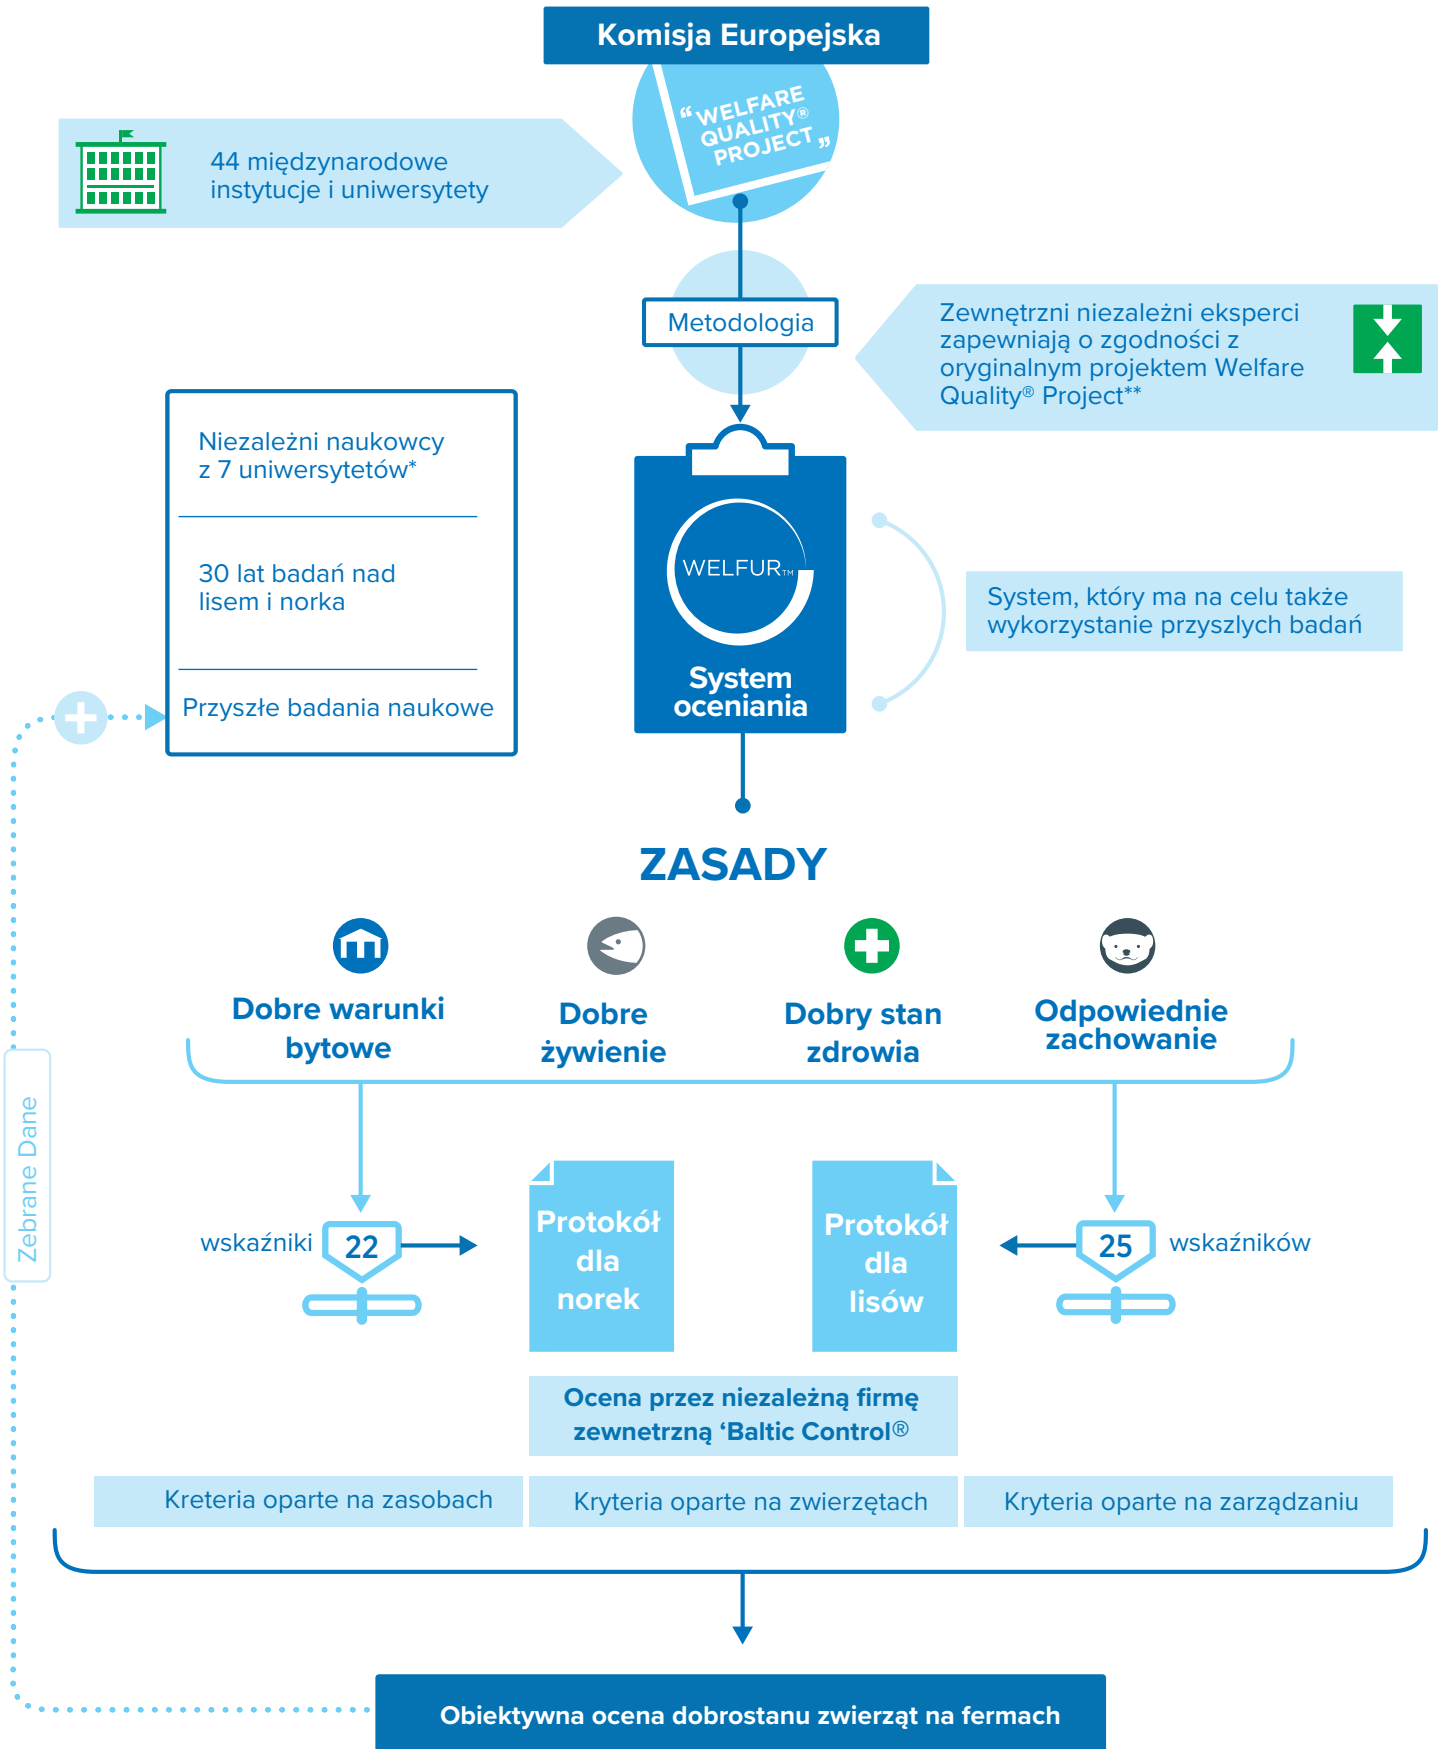 Komisja Europejska
“ WELFARE
QUALITY®
PROJECT ”
44 międzynarodowe
instytucje i uniwersytety
Metodologia
Zewnętrzni niezależni eksperci
zapewniają o zgodności z
oryginalnym projektem Welfare
Quality® Project**
Niezależni naukowcy
z 7 uniwersytetów*
30 lat badań nad
lisem i norka
Przyszłe badania naukowe
WELFUR™
System
oceniania
System, który ma na celu także
wykorzystanie przyszlych badań
ZASADY
Dobre warunki
bytowe
Dobre
żywienie
Dobry stan
zdrowia
Odpowiednie
zachowanie
Zebrane Dane
wskaźniki 22
Protokół
dla
norek
Protokół
dla
lisów
25 wskaźników
Ocena przez niezależną firmę
zewnetrzną ‘Baltic Control®
Kreteria oparte na zasobach
Kryteria oparte na zwierzętach
Kryteria oparte na zarządzaniu
Obiektywna ocena dobrostanu zwierząt na fermach